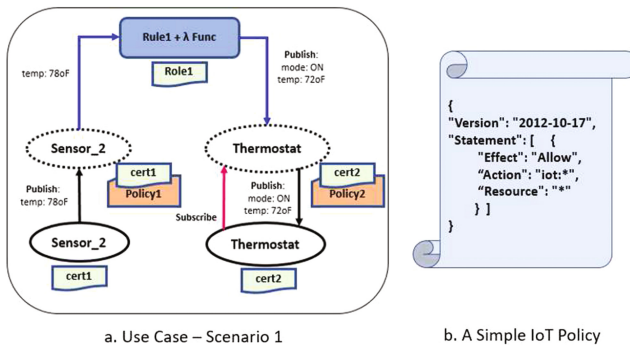 Rule1 + λ Func
Role1
temp: 78oF
Publish:
mode: ON
temp: 72oF
Sensor_2
cert1
Policy1
Thermostat
cert2
Policy2
Publish:
temp: 78oF
Subscribe
Publish:
mode: ON
temp: 72oF
Sensor_2
cert1
Thermostat
cert2
a. Use Case – Scenario 1
{
"Version": "2012-10-17",
"Statement": [ {
"Effect": "Allow",
“Action": "iot:*",
“Resource": "*"
} ]
}
b. A Simple IoT Policy